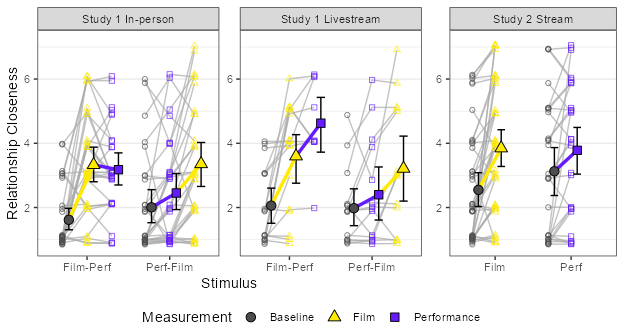 Study 1 In-person
Study 1 Livestream
Study 2 Stream
Relationship Closeness
6
4
2
6
4
2
6
4
2
Film-Perf Perf-Film
Film-Perf Perf-Film
Film Perf
Stimulus
Measurement Baseline Film Performance